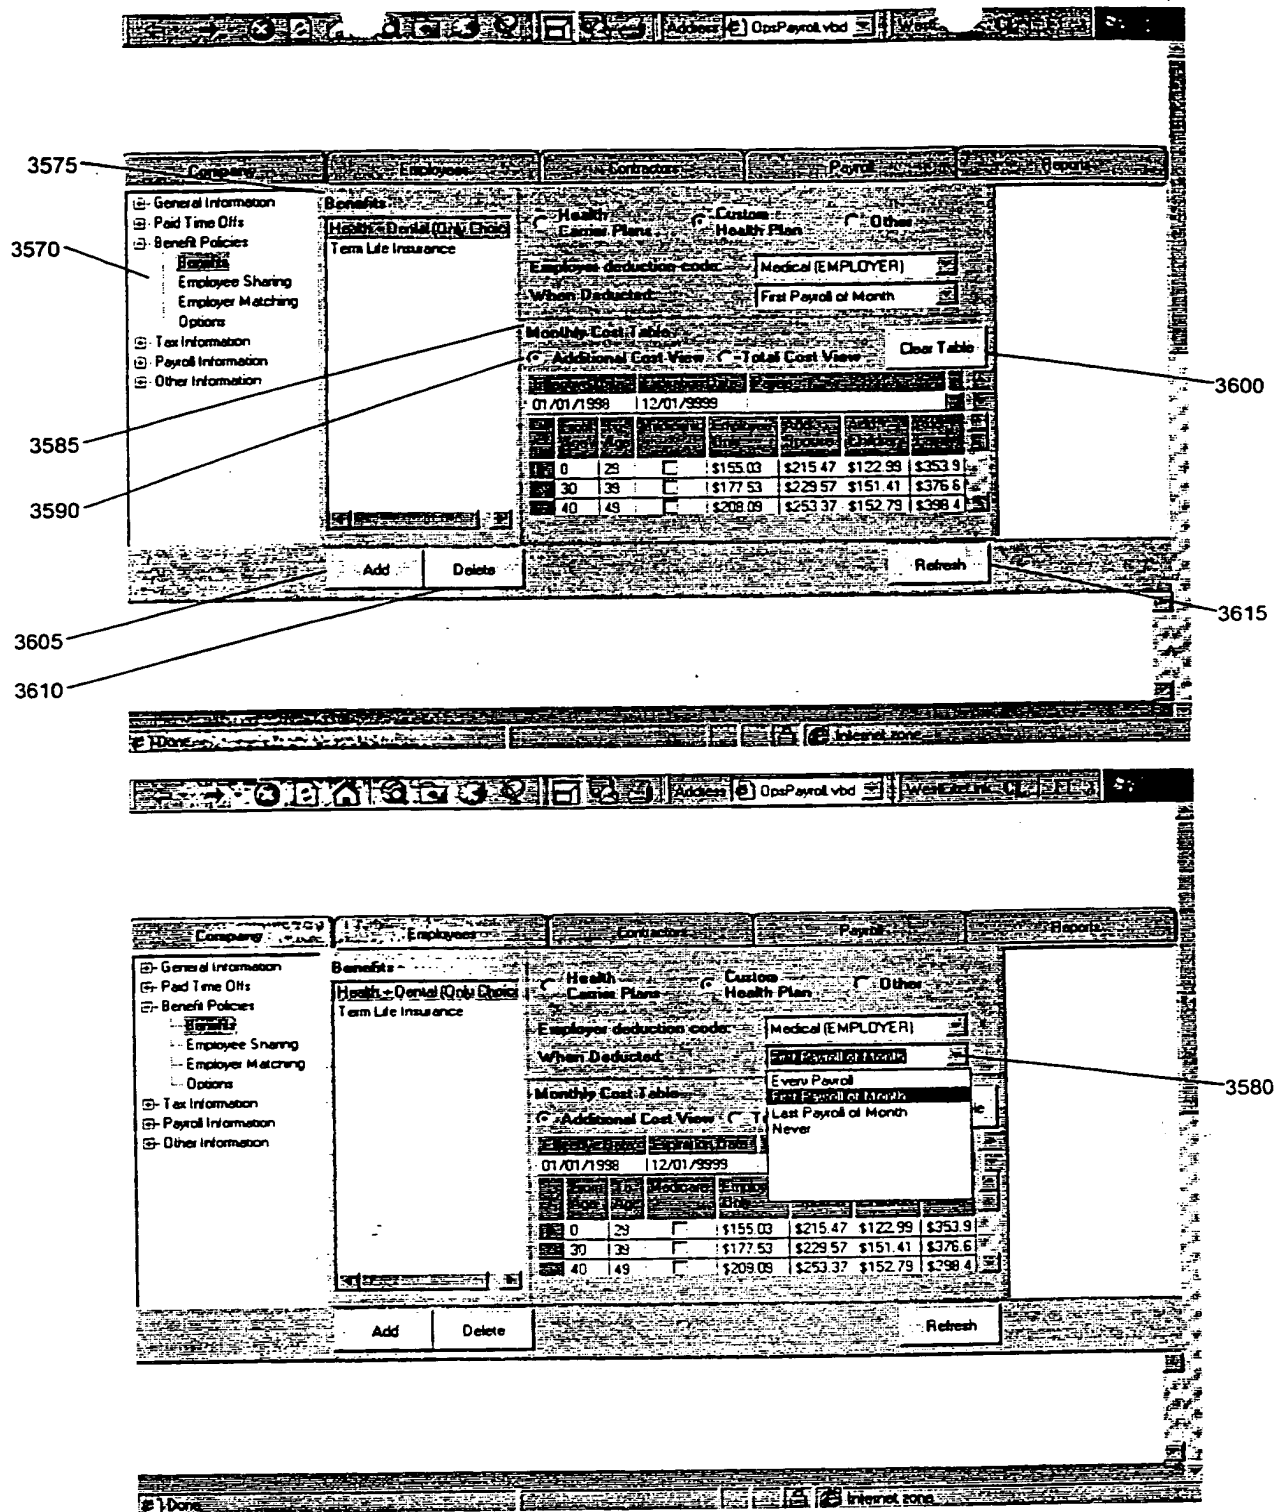 Address OpsPayroll.vbd
3575
Company Employees Contractors Payroll Reports
General Information
Paid Time Offs
Benefit Policies
3570
Benefits
Employee Sharing
Employer Matching
Options
Tax Information
Payroll Information
Other Information
Benefits
Health + Dental (Only Choic
Term Life Insurance
Health Carrier Plans
Custom Health Plan
Other
Employer deduction code: Medical (EMPLOYER)
When Deducted: First Payroll of Month
Monthly Cost Table
Clear Table
Additional Cost View Total Cost View
3600
01/01/1998 12/01/9999
3585
3590
0 29 $155.03 $215.47 $122.99 $353.9
30 39 $177.53 $229.57 $151.41 $376.6
40 49 $208.09 $253.37 $152.79 $398.4
Add Delete Refresh
3605
3615
3610
Done Internet zone
Address OpsPayroll.vbd
Company Employees Contractors Payroll Reports
General Information
Paid Time Offs
Benefit Policies
Benefits
Employee Sharing
Employer Matching
Options
Tax Information
Payroll Information
Other Information
Benefits
Health + Dental (Only Choic
Term Life Insurance
Health Carrier Plans
Custom Health Plan
Other
Employer deduction code: Medical (EMPLOYER)
When Deducted: First Payroll of Month
3580
Every Payroll
First Payroll of Month
Last Payroll of Month
Never
Monthly Cost Table
Additional Cost View
Effective Date Expiration Date
01/01/1998 12/01/9999
From Age To Age Medicare
0 29 $155.03 $215.47 $122.99 $353.9
30 39 $177.53 $229.57 $151.41 $376.6
40 49 $209.09 $253.37 $152.79 $398.4
Add Delete Refresh
Done Internet zone